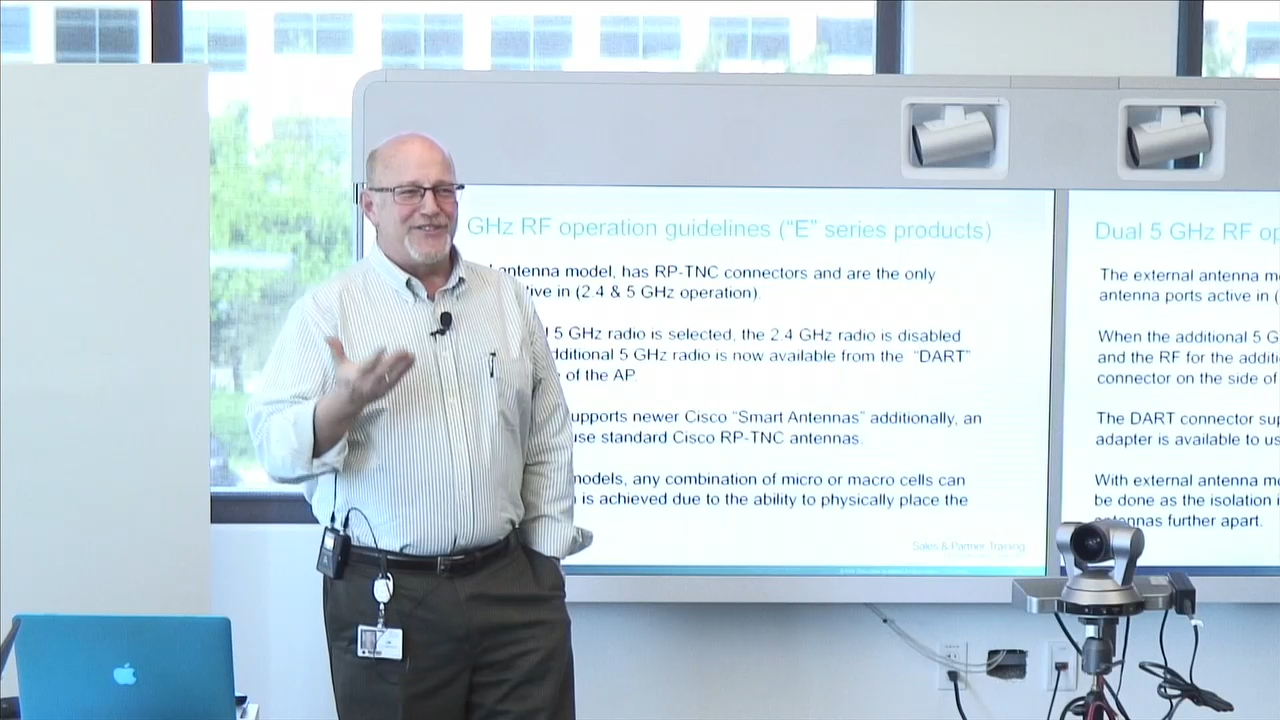 GHz RF operation guidelines ("E" series products)
antenna model, has RP-TNC connectors and are the only
in (2.4 & 5 GHz operation).
5 GHz radio is selected, the 2.4 GHz radio is disabled
additional 5 GHz radio is now available from the "DART"
of the AP.
supports newer Cisco "Smart Antennas" additionally, an
use standard Cisco RP-TNC antennas.
models, any combination of micro or macro cells can
is achieved due to the ability to physically place the
Sales & Partner Training
Dual 5 GHz RF op
The external antenna m
antenna ports active in (
When the additional 5 G
and the RF for the additi
connector on the side of
The DART connector sup
adapter is available to us
With external antenna m
be done as the isolation i
antennas further apart.